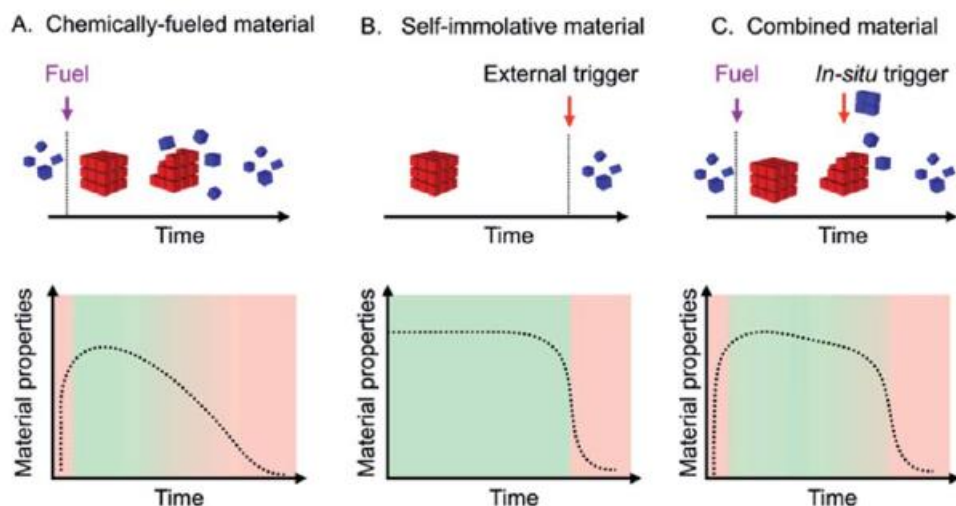 A. Chemically-fueled material
B. Self-immolative material
C. Combined material
Fuel
External trigger
Fuel
In-situ trigger
Time
Time
Time
Material properties
Time
Material properties
Time
Material properties
Time